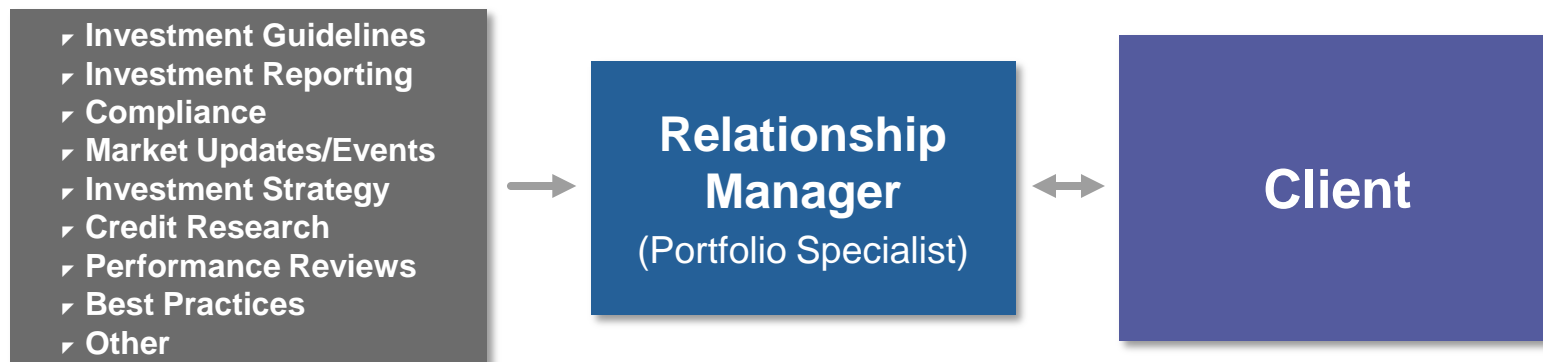 Investment Guidelines
Investment Reporting
Compliance
Market Updates/Events
Investment Strategy
Credit Research
Performance Reviews
Best Practices
Other
Relationship
Manager
(Portfolio Specialist)
Client